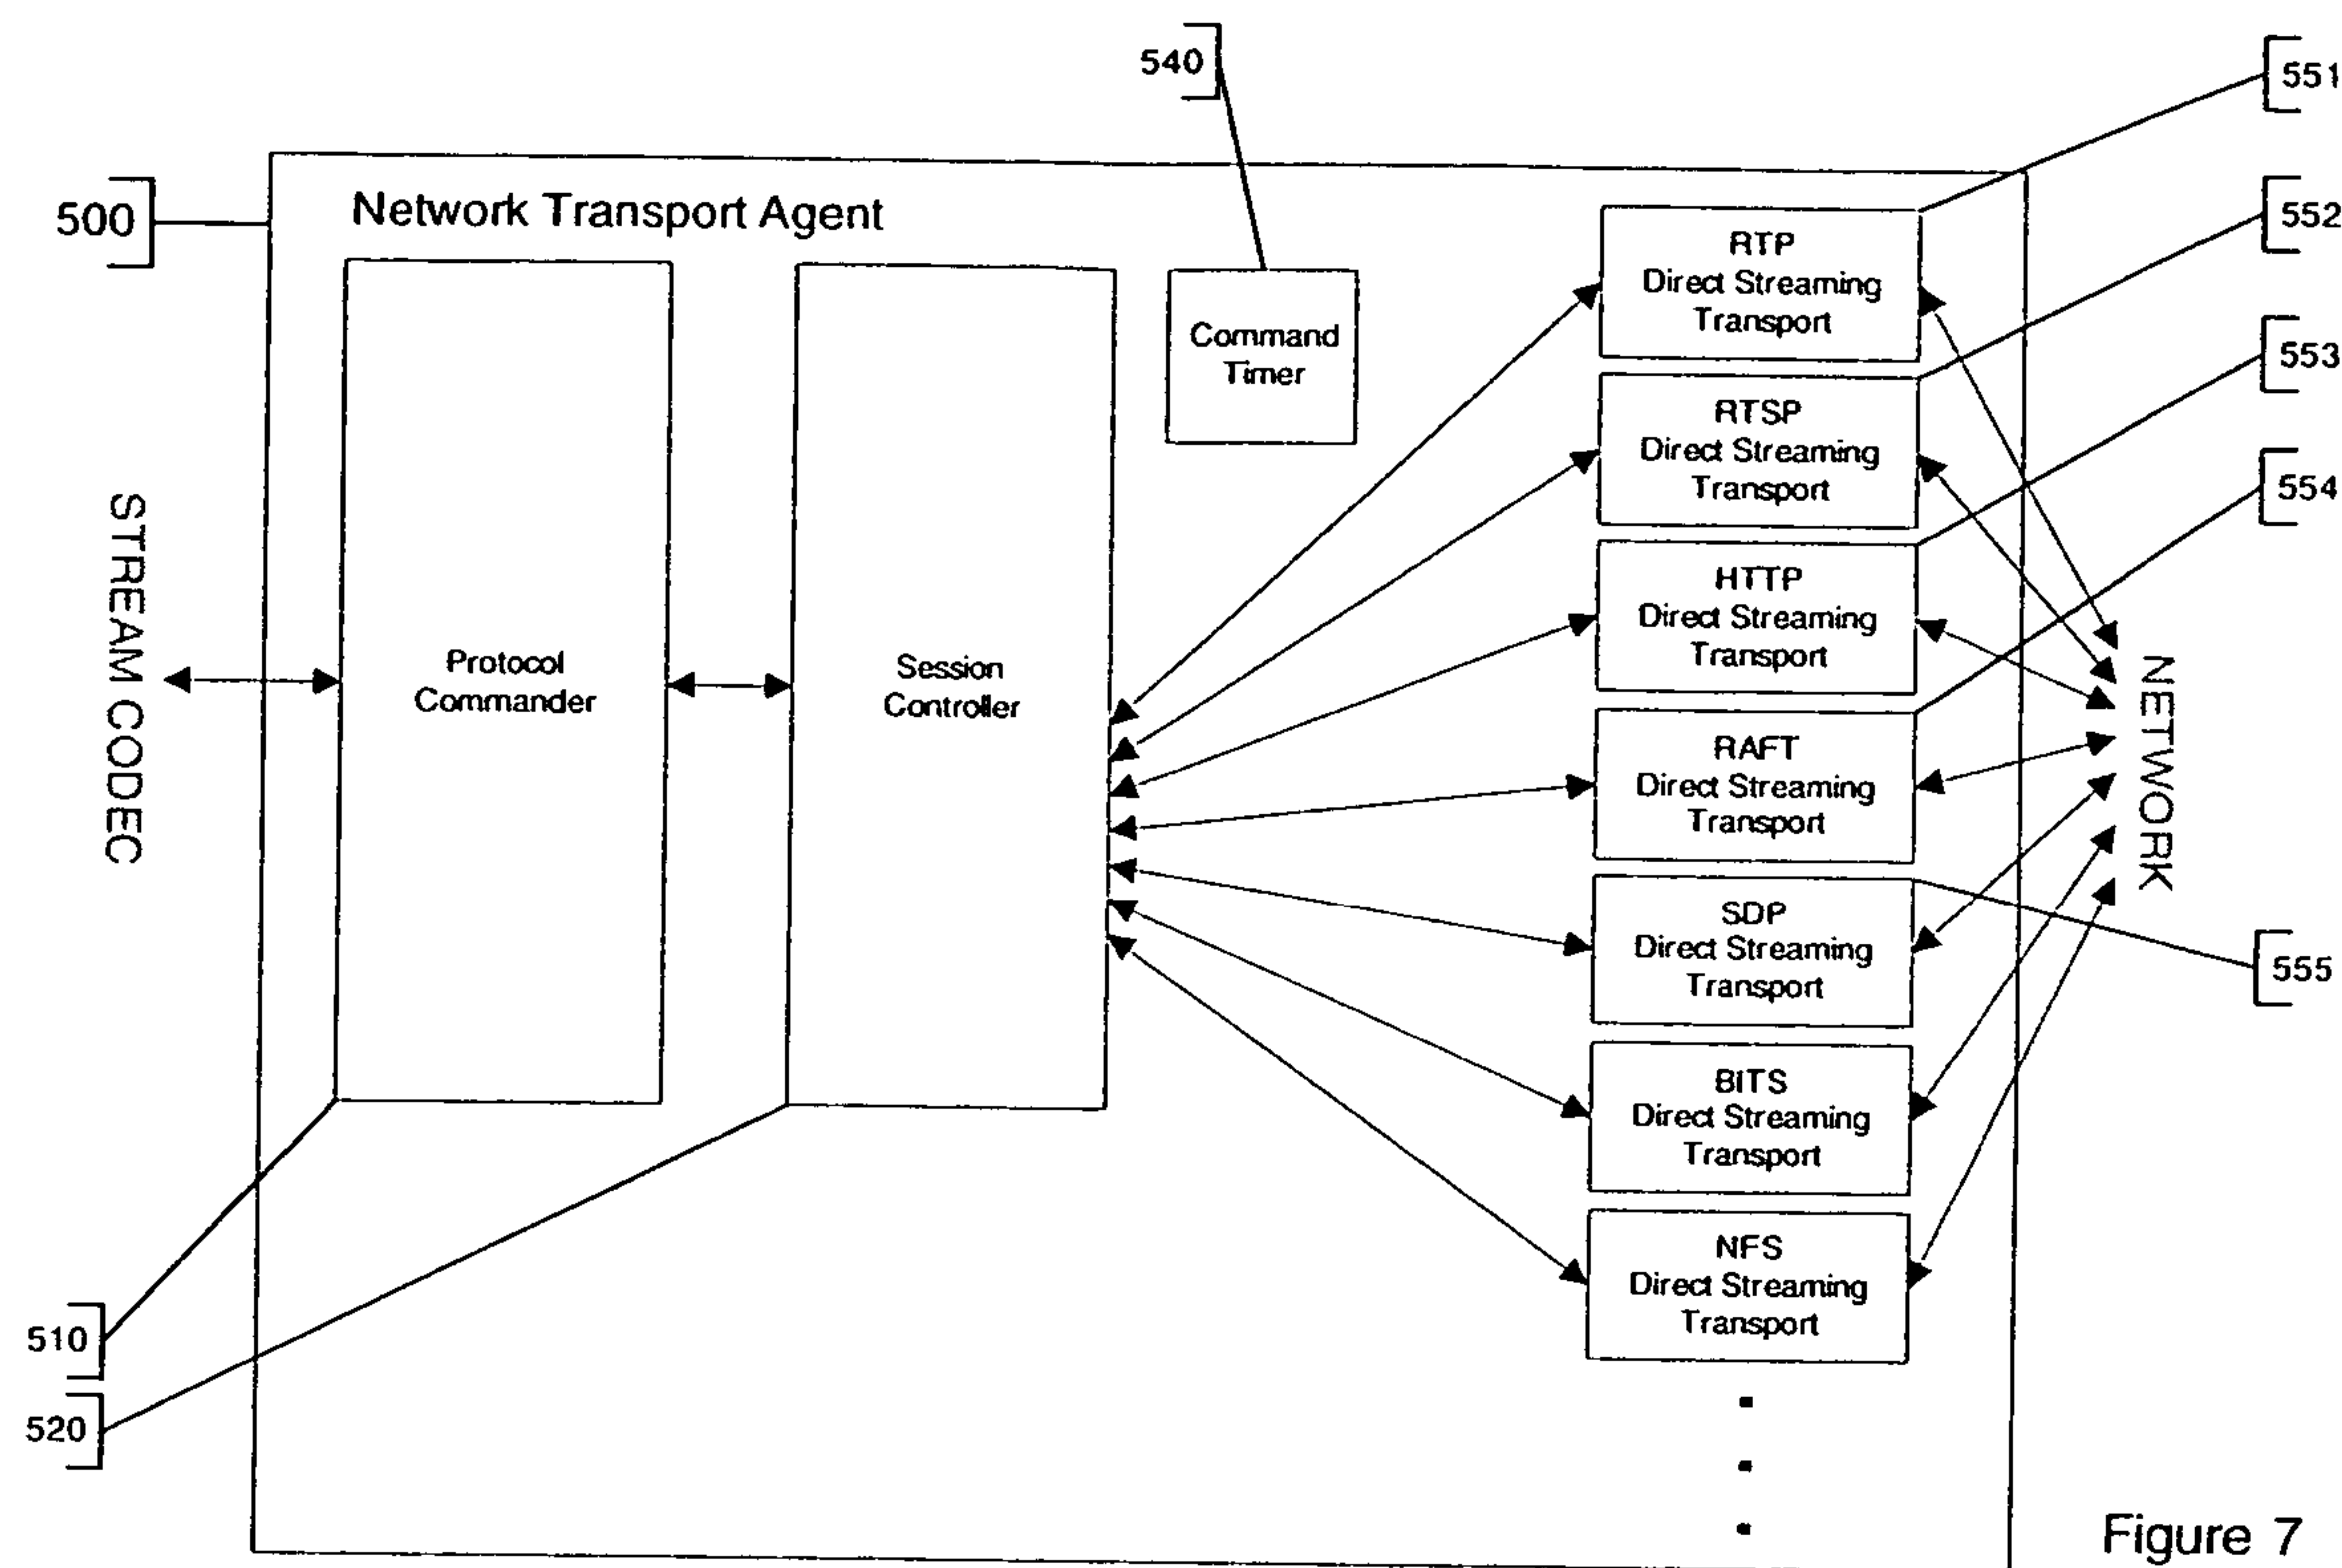 540
551
500
Network Transport Agent
552
RTP
Direct Streaming
Transport
Command
Timer
553
RTSP
Direct Streaming
Transport
554
HTTP
Direct Streaming
Transport
STREAM CODEC
Protocol
Commander
Session
Controller
NETWORK
RAFT
Direct Streaming
Transport
SDP
Direct Streaming
Transport
555
BITS
Direct Streaming
Transport
NFS
Direct Streaming
Transport
510
520
Figure 7